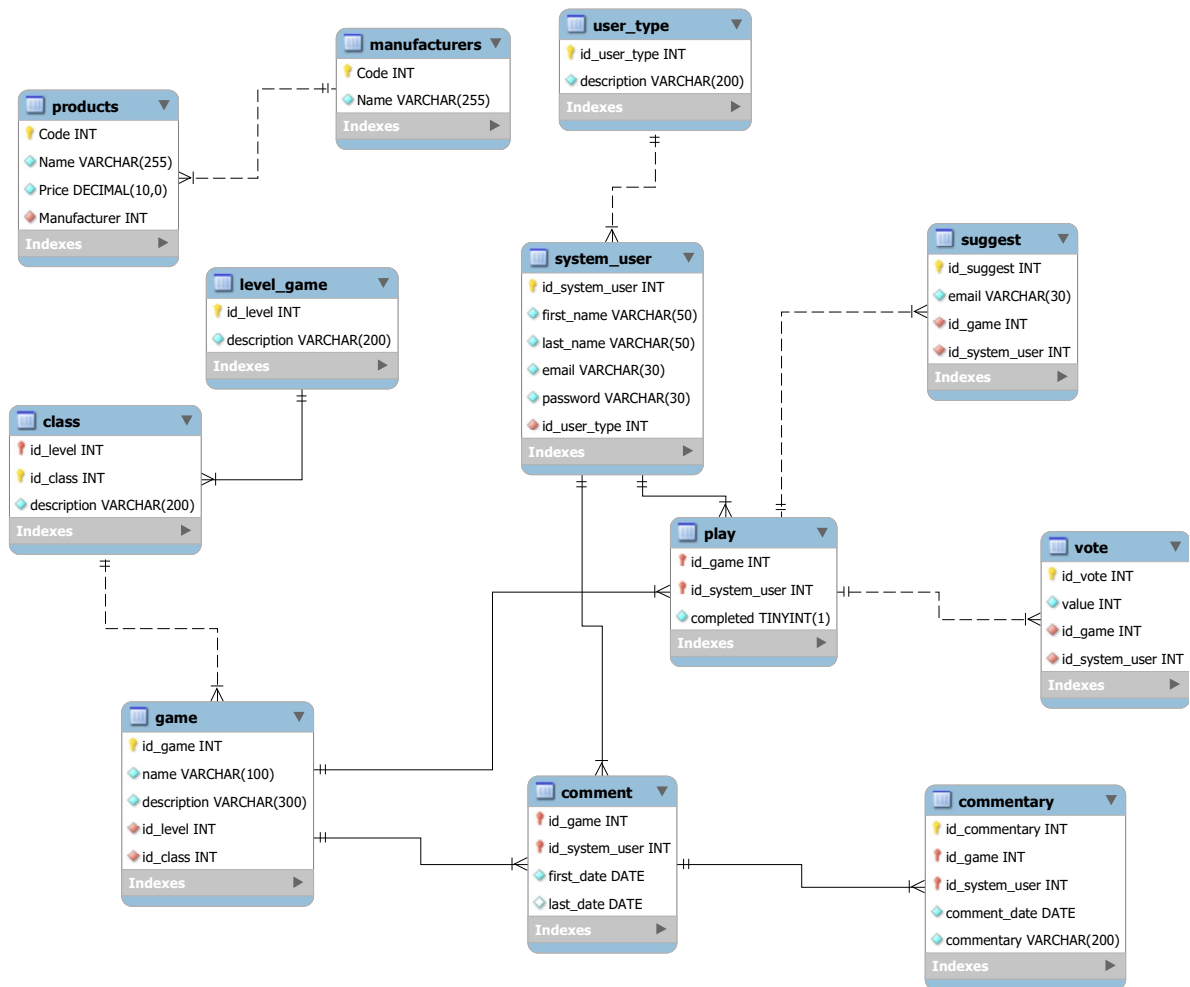 user_type
id_user_type INT
description VARCHAR(200)
Indexes
manufacturers
Code INT
Name VARCHAR(255)
Indexes
products
Code INT
Name VARCHAR(255)
Price DECIMAL(10,0)
Manufacturer INT
Indexes
system_user
id_system_user INT
first_name VARCHAR(50)
last_name VARCHAR(50)
email VARCHAR(30)
password VARCHAR(30)
id_user_type INT
Indexes
suggest
id_suggest INT
email VARCHAR(30)
id_game INT
id_system_user INT
Indexes
level_game
id_level INT
description VARCHAR(200)
Indexes
class
id_level INT
id_class INT
description VARCHAR(200)
Indexes
play
id_game INT
id_system_user INT
completed TINYINT(1)
Indexes
vote
id_vote INT
value INT
id_game INT
id_system_user INT
Indexes
game
id_game INT
name VARCHAR(100)
description VARCHAR(300)
id_level INT
id_class INT
Indexes
comment
id_game INT
id_system_user INT
first_date DATE
last_date DATE
Indexes
commentary
id_commentary INT
id_game INT
id_system_user INT
comment_date DATE
commentary VARCHAR(200)
Indexes